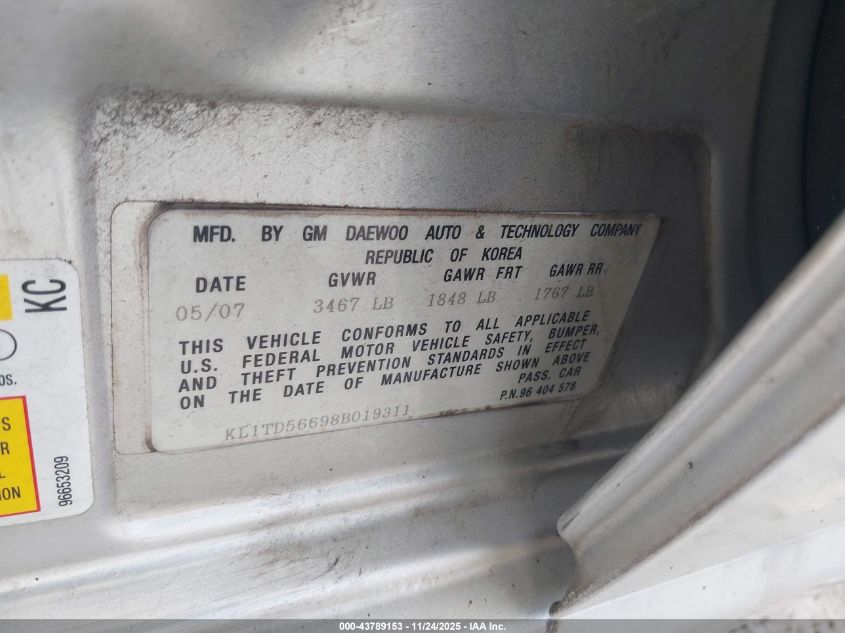 MFD. BY GM DAEWOO AUTO & TECHNOLOGY COMPANY
REPUBLIC OF KOREA
DATE GVWR GAWR FRT GAWR RR
05/07 3467 LB 1848 LB 1767 LB
THIS VEHICLE CONFORMS TO ALL APPLICABLE
U.S. FEDERAL MOTOR VEHICLE SAFETY, BUMPER,
AND THEFT PREVENTION STANDARDS IN EFFECT
ON THE DATE OF MANUFACTURE SHOWN ABOVE
PASS. CAR
P.N.96 404 578
KL1TD56698B019311
KC
OS.
S
R
L
ION
96653209
000-43789153 - 11/24/2025 - IAA Inc.